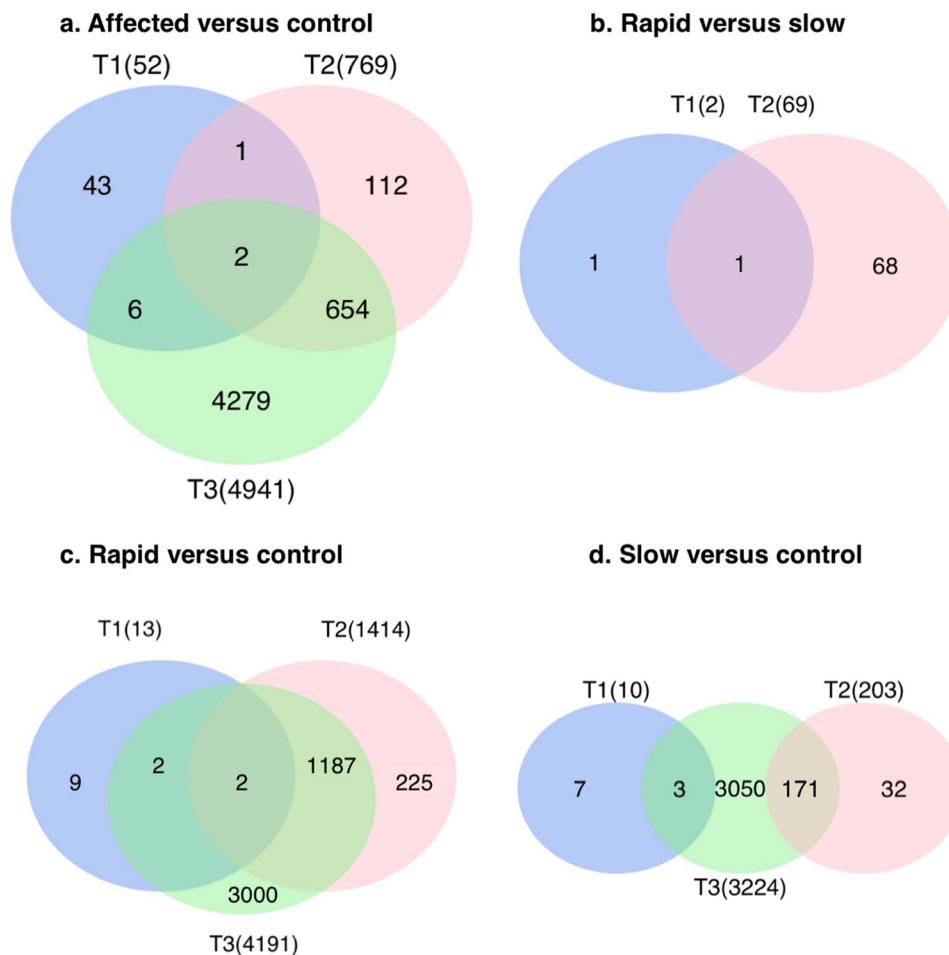 a. Affected versus control
T1(52) T2(769)
1
43 112
2
6 654
4279
T3(4941)
b. Rapid versus slow
T1(2) T2(69)
1 1 68
c. Rapid versus control
T1(13) T2(1414)
2 1187
9 2 225
3000
T3(4191)
d. Slow versus control
T1(10) T2(203)
7 3 3050 171 32
T3(3224)